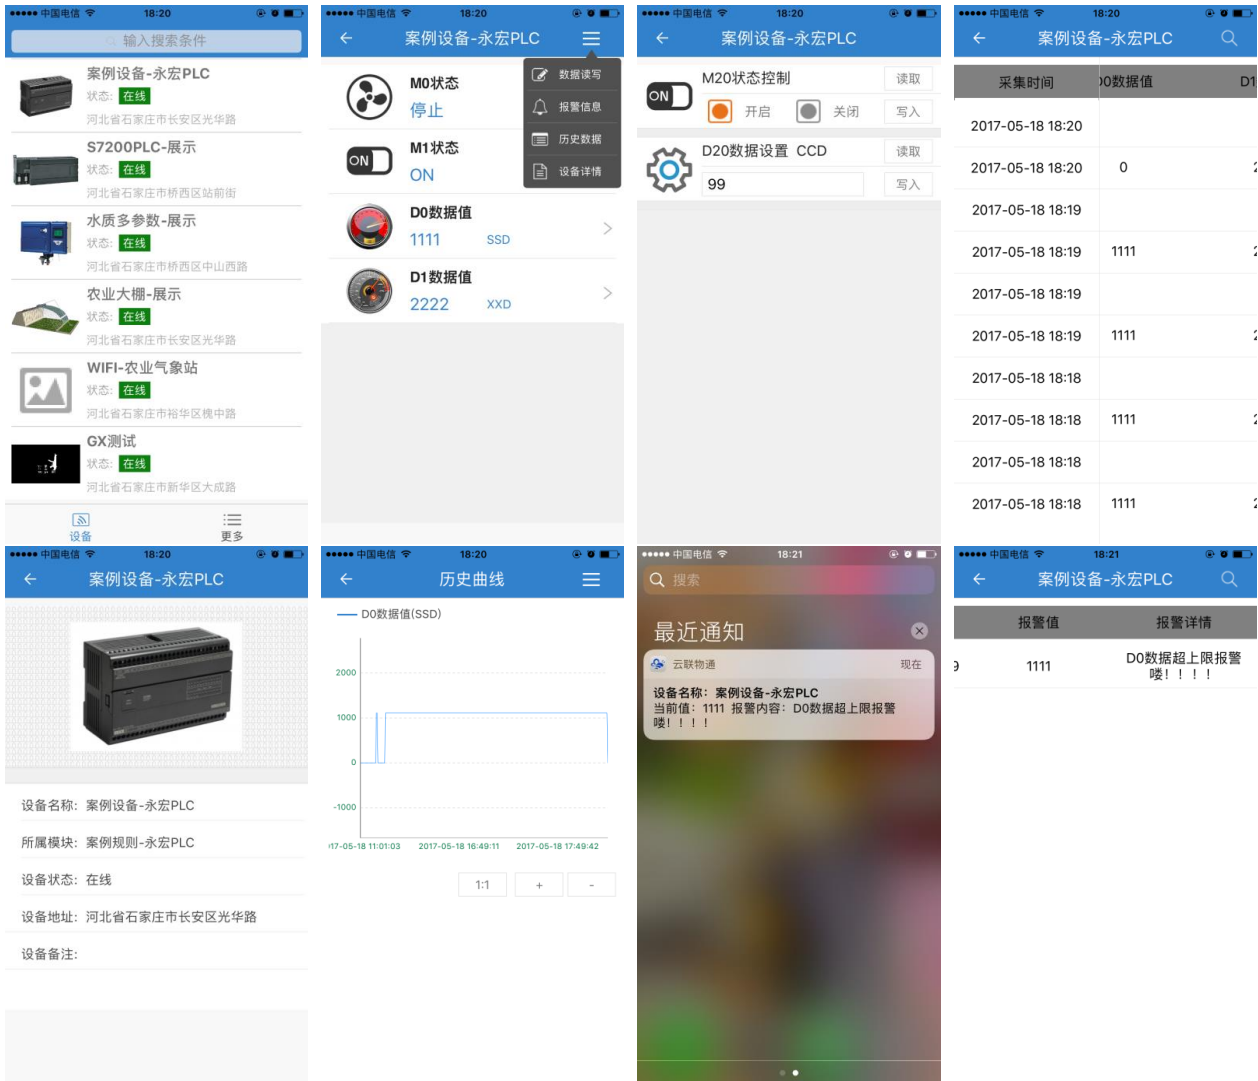 中国电信 18:20
输入搜索条件
案例设备-永宏PLC
状态: 在线
河北省石家庄市长安区光华路
S7200PLC-展示
状态: 在线
河北省石家庄市桥西区站前街
水质多参数-展示
状态: 在线
河北省石家庄市桥西区中山西路
农业大棚-展示
状态: 在线
河北省石家庄市长安区光华路
WIFI-农业气象站
状态: 在线
河北省石家庄市裕华区槐中路
GX测试
状态: 在线
河北省石家庄市新华区大成路
设备 更多
中国电信 18:20
案例设备-永宏PLC
数据读写
报警信息
历史数据
设备详情
M0状态
停止
M1状态
ON
ON
D0数据值
1111 SSD
D1数据值
2222 XXD
中国电信 18:20
案例设备-永宏PLC
M20状态控制 读取
ON
开启 关闭 写入
D20数据设置 CCD 读取
99 写入
中国电信 18:20
案例设备-永宏PLC
采集时间 D0数据值 D1
2017-05-18 18:20
2017-05-18 18:20 0 2
2017-05-18 18:19
2017-05-18 18:19 1111 2
2017-05-18 18:19
2017-05-18 18:19 1111 2
2017-05-18 18:18
2017-05-18 18:18 1111 2
2017-05-18 18:18
2017-05-18 18:18 1111 2
中国电信 18:20
案例设备-永宏PLC
设备名称: 案例设备-永宏PLC
所属模块: 案例规则-永宏PLC
设备状态: 在线
设备地址: 河北省石家庄市长安区光华路
设备备注:
中国电信 18:20
历史曲线
D0数据值(SSD)
2000
1000
0
-1000
17-05-18 11:01:03 2017-05-18 16:49:11 2017-05-18 17:49:42
1:1 + -
中国电信 18:21
搜索
最近通知
云联物通 现在
设备名称：案例设备-永宏PLC
当前值：1111 报警内容：D0数据超上限报警
喽！！！！
中国电信 18:21
案例设备-永宏PLC
报警值 报警详情
9 1111 D0数据超上限报警
喽！！！！